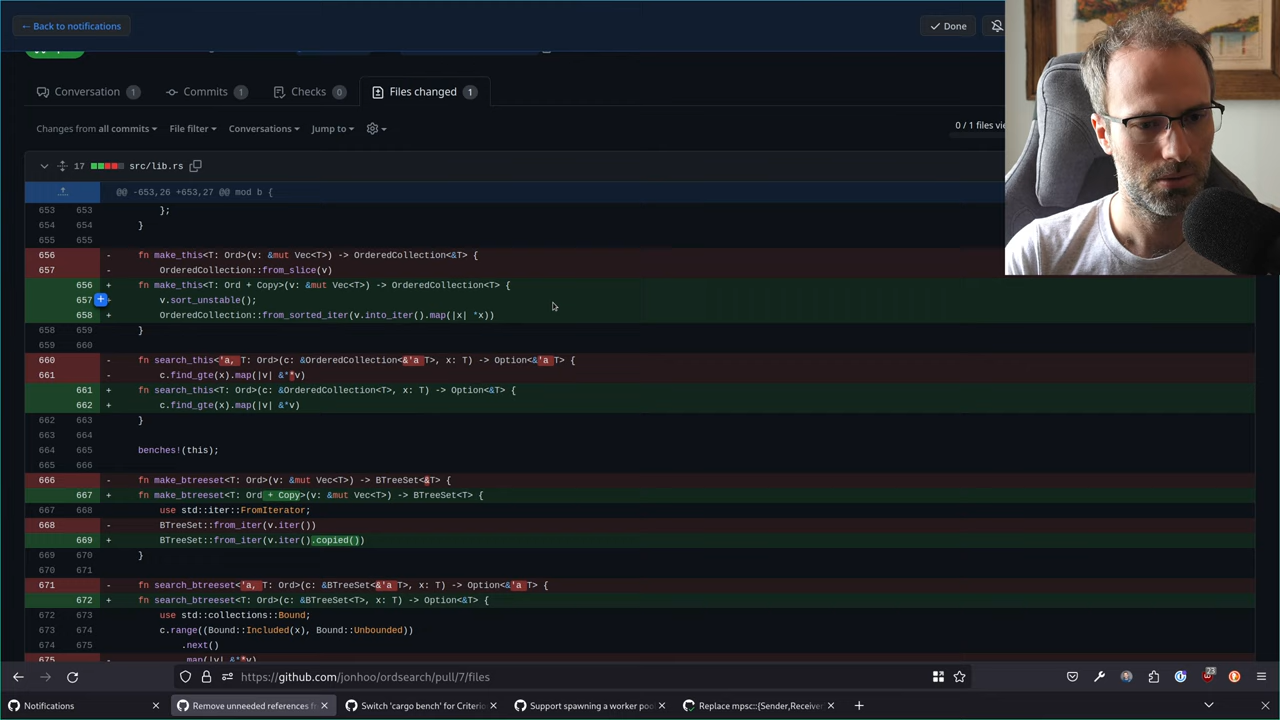 ← Back to notifications
Done
Conversation 1
Commits 1
Checks 0
Files changed 1
Changes from all commits
File filter
Conversations
Jump to
17 src/lib.rs
@@ -653,26 +653,27 @@ mod b {
653 653 };
654 654 }
655 655
656 - fn make_this<T: Ord>(v: &mut Vec<T>) -> OrderedCollection<&T> {
657 - OrderedCollection::from_slice(v)
656 + fn make_this<T: Ord + Copy>(v: &mut Vec<T>) -> OrderedCollection<T> {
657 + v.sort_unstable();
658 + OrderedCollection::from_sorted_iter(v.into_iter().map(|x| *x))
658 659 }
659 660
660 - fn search_this<'a, T: Ord>(c: &OrderedCollection<&'a T>, x: T) -> Option<&'a T> {
661 - c.find_gte(x).map(|v| &**v)
661 + fn search_this<T: Ord>(c: &OrderedCollection<T>, x: T) -> Option<&T> {
662 + c.find_gte(x).map(|v| &*v)
662 663 }
663 664
664 665 benches!(this);
665 666
666 - fn make_btreeset<T: Ord>(v: &mut Vec<T>) -> BTreeSet<&T> {
667 + fn make_btreeset<T: Ord + Copy>(v: &mut Vec<T>) -> BTreeSet<T> {
667 668 use std::iter::FromIterator;
668 - BTreeSet::from_iter(v.iter())
669 + BTreeSet::from_iter(v.iter().copied())
669 670 }
670 671
671 - fn search_btreeset<'a, T: Ord>(c: &BTreeSet<&'a T>, x: T) -> Option<&'a T> {
672 + fn search_btreeset<T: Ord>(c: &BTreeSet<T>, x: T) -> Option<&T> {
672 673 use std::collections::Bound;
673 674 c.range((Bound::Included(x), Bound::Unbounded))
674 675 .next()
675 - .map(|v| &**v)
0 / 1 files vie
https://github.com/jonhoo/ordsearch/pull/7/files
23
Notifications
Remove unneeded references f
Switch 'cargo bench' for Criterio
Support spawning a worker poo
Replace mpsc::{Sender,Receiver